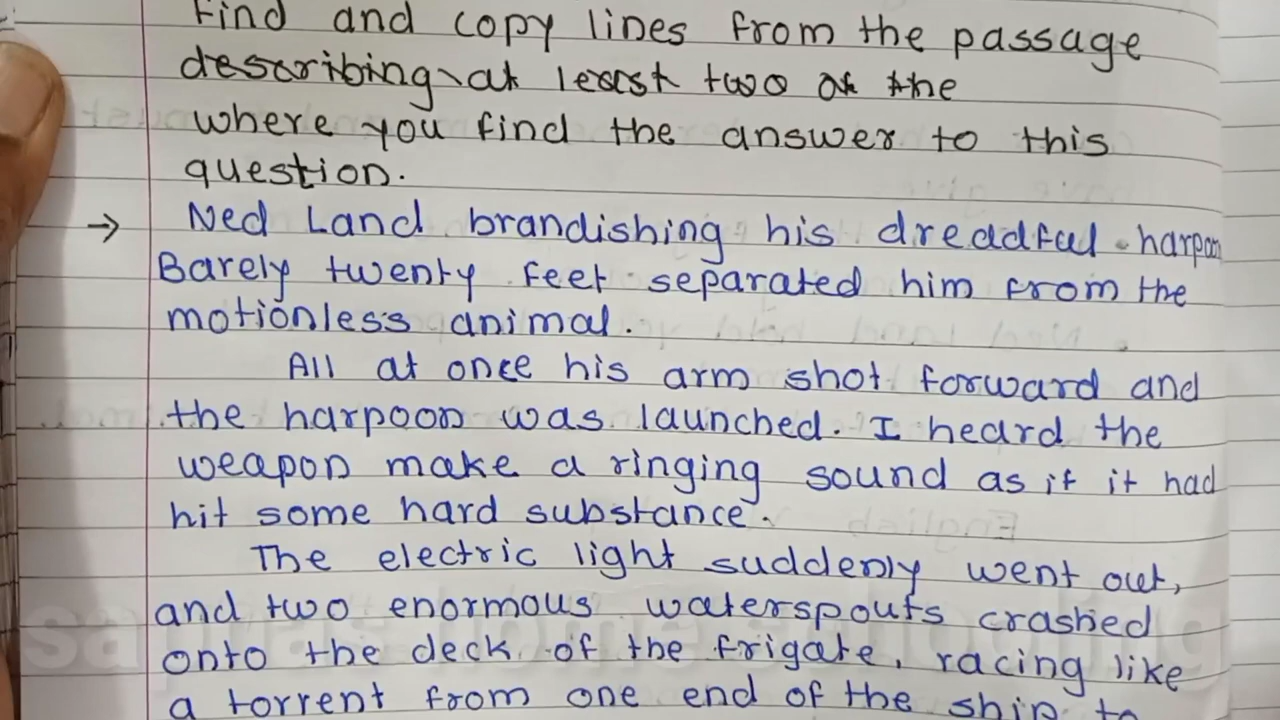 Find and copy lines from the passage
describing at least two of the
where you find the answer to this
question.
→ Ned Land brandishing his dreadful harpoon
Barely twenty feet separated him from the
motionless animal.
All at once his arm shot forward and
the harpoon was launched. I heard the
weapon make a ringing sound as if it had
hit some hard substance.
The electric light suddenly went out,
and two enormous waterspouts crashed
onto the deck of the frigate, racing like
a torrent from one end of the ship to